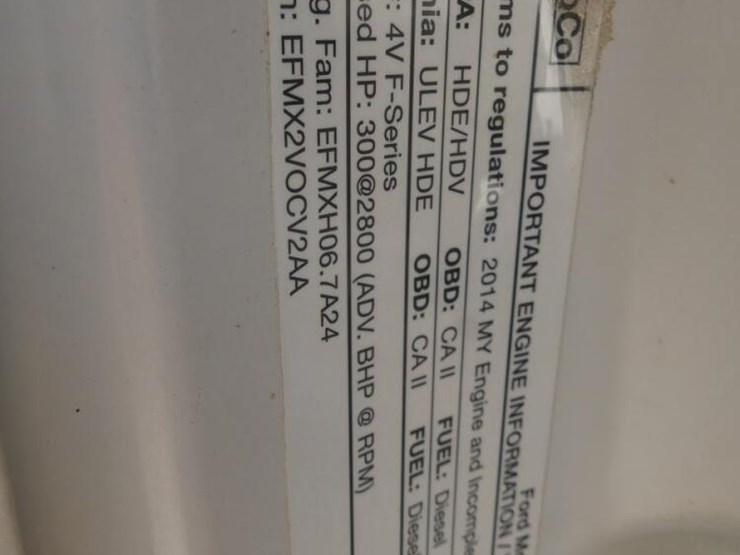 oCo
Ford M
IMPORTANT ENGINE INFORMATION /
ms to regulations: 2014 MY Engine and Incomple
A: HDE/HDV OBD: CA II FUEL: Diesel
nia: ULEV HDE OBD: CA II FUEL: Diese
: 4V F-Series
sed HP: 300@2800 (ADV. BHP @ RPM)
g. Fam: EFMXH06.7A24
n: EFMX2VOCV2AA